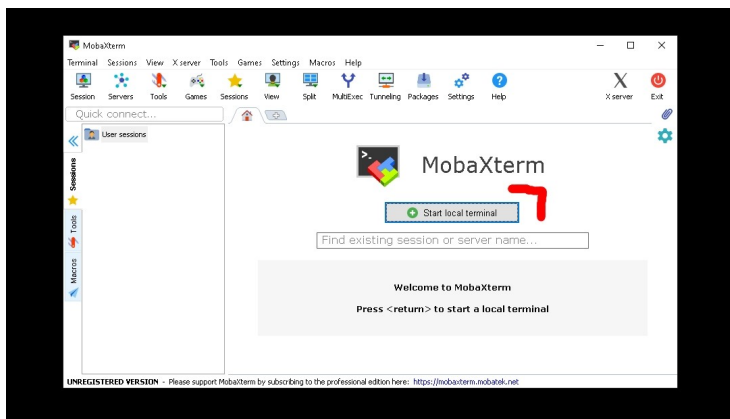 MobaXterm
Terminal Sessions View X server Tools Games Settings Macros Help
Session Servers Tools Games Sessions View Split MultiExec Tunneling Packages Settings Help X server Exit
Quick connect...
User sessions
Sessions
Tools
Macros
MobaXterm
Start local terminal
Find existing session or server name...
Welcome to MobaXterm
Press <return> to start a local terminal
UNREGISTERED VERSION - Please support MobaXterm by subscribing to the professional edition here: https://mobaxterm.mobatek.net